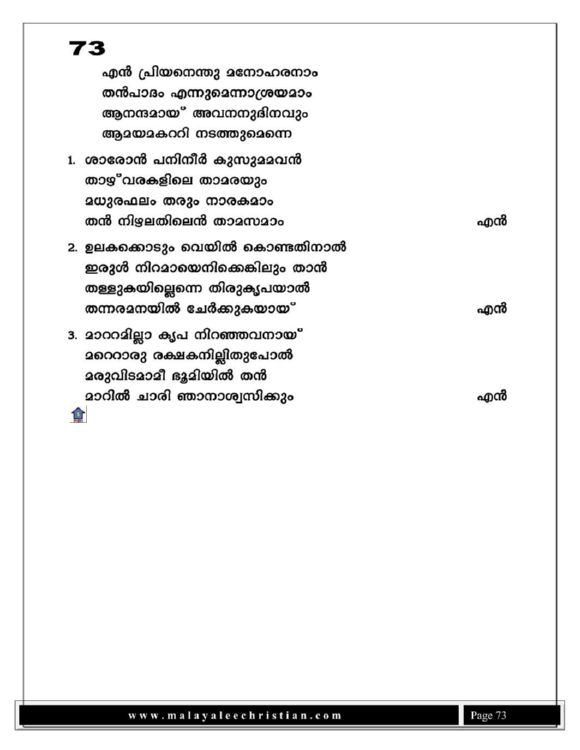 73
എൻ പ്രിയനെന്തു മനോഹരനാം
തൻപാദം എന്നുമെന്നാശ്രയമാം
ആനന്ദമായ് അവനനുദിനവും
ആമയമകററി നടത്തുമെന്നെ
1. ശാരോൻ പനിനീർ കുസുമമവൻ
താഴ്‌വരകളിലെ താമരയും
മധുരഫലം തരും നാരകമാം
തൻ നിഴലതിലെൻ താമസമാം എൻ
2. ഉലകക്കൊടും വെയിൽ കൊണ്ടതിനാൽ
ഇരുൾ നിറമായെനിക്കെങ്കിലും താൻ
തള്ളുകയില്ലെന്നെ തിരുകൃപയാൽ
തന്നരമനയിൽ ചേർക്കുകയായ് എൻ
3. മാററമില്ലാ കൃപ നിറഞ്ഞവനായ്
മറെറാരു രക്ഷകനില്ലിതുപോൽ
മരുവിടമാമീ ഭൂമിയിൽ തൻ
മാറിൽ ചാരി ഞാനാശ്വസിക്കും എൻ
www.malayaleechristian.com Page 73